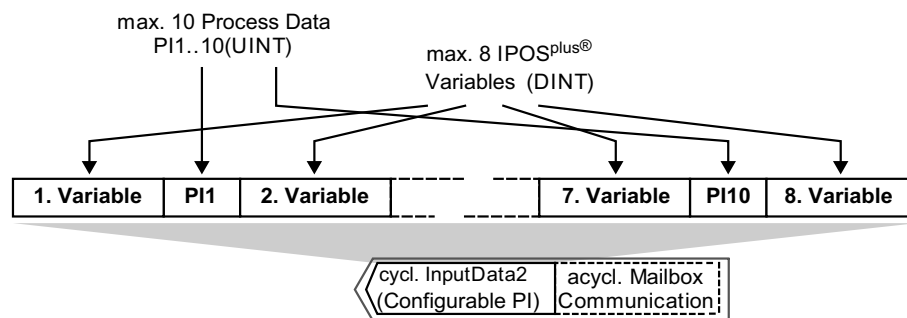 max. 10 Process Data
PI1..10(UINT)
max. 8 IPOSplus®
Variables (DINT)
1. Variable PI1 2. Variable 7. Variable PI10 8. Variable
cycl. InputData2
(Configurable PI)
acycl. Mailbox
Communication